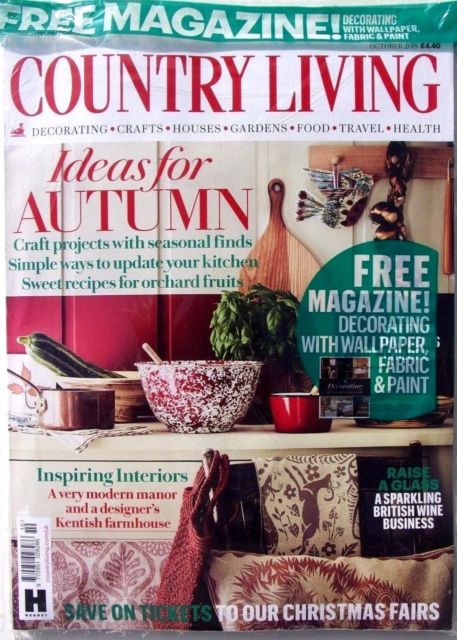 FREE MAGAZINE!
DECORATING
WITH WALLPAPER,
FABRIC & PAINT
OCTOBER 2018 £4.40
COUNTRY LIVING
DECORATING • CRAFTS • HOUSES • GARDENS • FOOD • TRAVEL • HEALTH
Ideas for
AUTUMN
Craft projects with seasonal finds
Simple ways to update your kitchen
Sweet recipes for orchard fruits
FREE
MAGAZINE!
DECORATING
WITH WALLPAPER,
FABRIC
& PAINT
Inspiring Interiors
A very modern manor
and a designer's
Kentish farmhouse
RAISE
A GLASS
A SPARKLING
BRITISH WINE
BUSINESS
H
HEARST
SAVE ON TICKETS TO OUR CHRISTMAS FAIRS